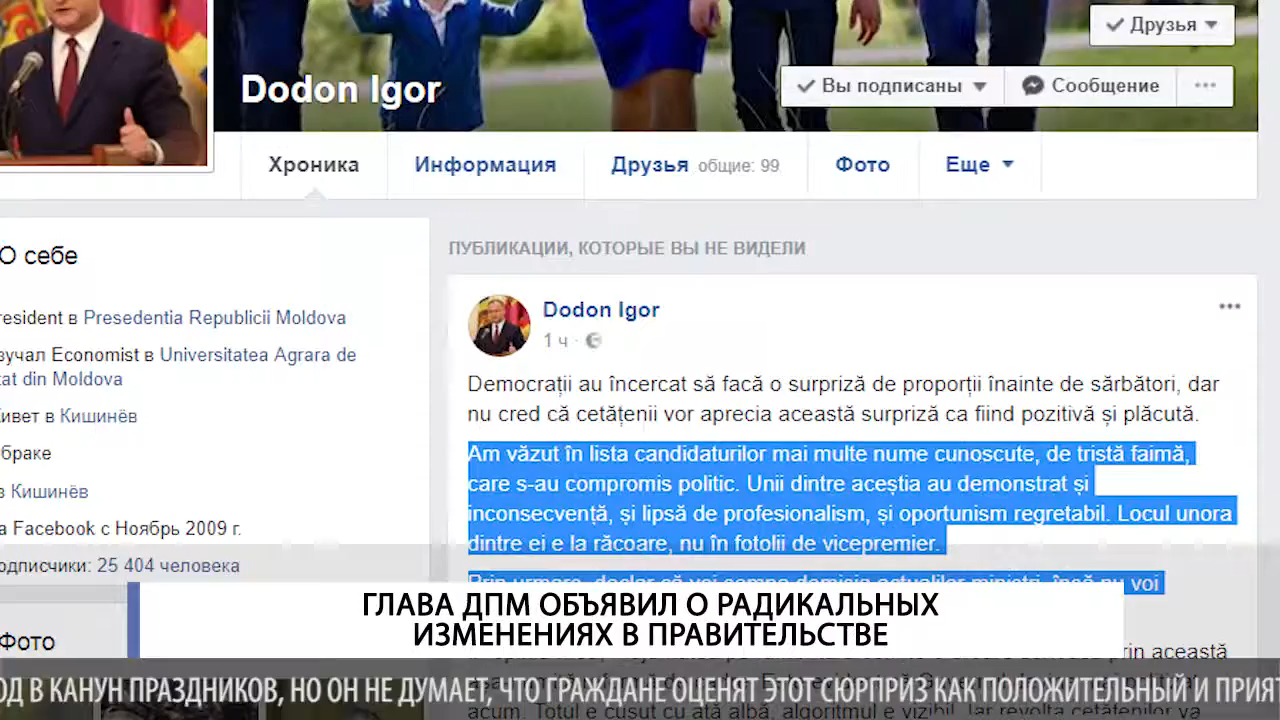 Друзья
Dodon Igor
Вы подписаны
Сообщение
Хроника
Информация
Друзья общие: 99
Фото
Еще
О себе
ПУБЛИКАЦИИ, КОТОРЫЕ ВЫ НЕ ВИДЕЛИ
Dodon Igor
1 ч
resident в Presedentia Republicii Moldova
зучал Economist в Universitatea Agrara de
tat din Moldova
Живет в Кишинёв
браке
в Кишинёв
а Facebook с Ноябрь 2009 г.
одписчики: 25 404 человека
Фото
Democrații au încercat să facă o surpriză de proporții înainte de sărbători, dar
nu cred că cetățenii vor aprecia această surpriză ca fiind pozitivă și plăcută.
Am văzut în lista candidaturilor mai multe nume cunoscute, de tristă faimă,
care s-au compromis politic. Unii dintre aceștia au demonstrat și
inconsecvență, și lipsă de profesionalism, și oportunism regretabil. Locul unora
dintre ei e la răcoare, nu în fotolii de vicepremier.
Prin urmare, declar că voi semna demisia actualilor miniștri, însă nu voi
ГЛАВА ДПМ ОБЪЯВИЛ О РАДИКАЛЬНЫХ
ИЗМЕНЕНИЯХ В ПРАВИТЕЛЬСТВЕ
prin această
ОД В КАНУН ПРАЗДНИКОВ, НО ОН НЕ ДУМАЕТ, ЧТО ГРАЖДАНЕ ОЦЕНЯТ ЭТОТ СЮРПРИЗ КАК ПОЛОЖИТЕЛЬНЫЙ И ПРИЯТ
acum. Totul e cusut cu ață albă, algoritmul e vizibil. Iar revolta cetățenilor va